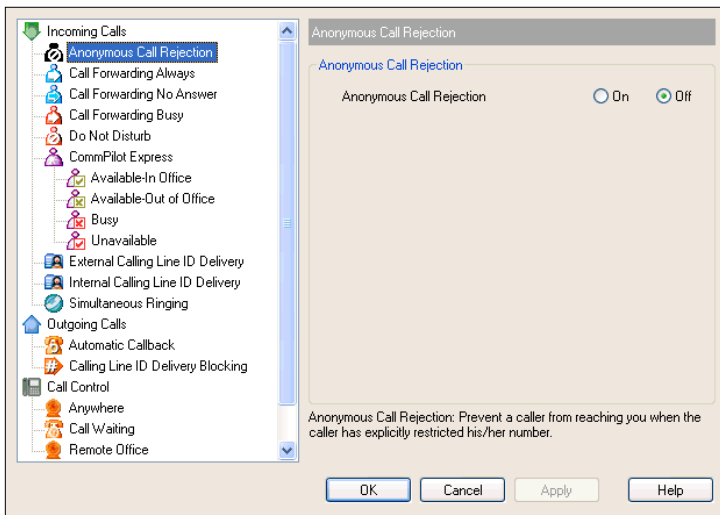 Incoming Calls
Anonymous Call Rejection
Call Forwarding Always
Call Forwarding No Answer
Call Forwarding Busy
Do Not Disturb
CommPilot Express
Available-In Office
Available-Out of Office
Busy
Unavailable
External Calling Line ID Delivery
Internal Calling Line ID Delivery
Simultaneous Ringing
Outgoing Calls
Automatic Callback
Calling Line ID Delivery Blocking
Call Control
Anywhere
Call Waiting
Remote Office
Anonymous Call Rejection
Anonymous Call Rejection
Anonymous Call Rejection On Off
Anonymous Call Rejection: Prevent a caller from reaching you when the
caller has explicitly restricted his/her number.
OK Cancel Apply Help